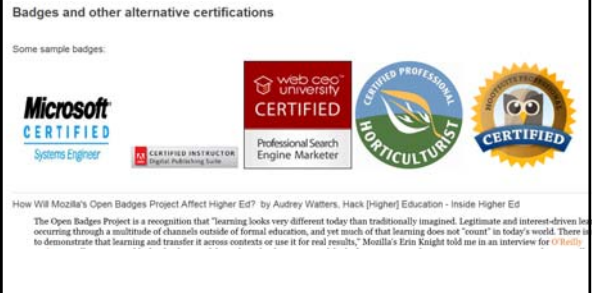 Badges and other alternative certifications
Some sample badges:
Microsoft
CERTIFIED
Systems Engineer
CERTIFIED INSTRUCTOR
Digital Publishing Suite
web ceo™
university
CERTIFIED
Professional Search
Engine Marketer
CERTIFIED PROFESSIONAL
HORTICULTURIST
HOOTSUITE PROFESSIONAL
CERTIFIED
How Will Mozilla's Open Badges Project Affect Higher Ed? by Audrey Watters, Hack [Higher] Education - Inside Higher Ed
The Open Badges Project is a recognition that "learning looks very different today than traditionally imagined. Legitimate and interest-driven lea
occurring through a multitude of channels outside of formal education, and yet much of that learning does not "count" in today's world. There is
to demonstrate that learning and transfer it across contexts or use it for real results," Mozilla's Erin Knight told me in an interview for O'Reilly